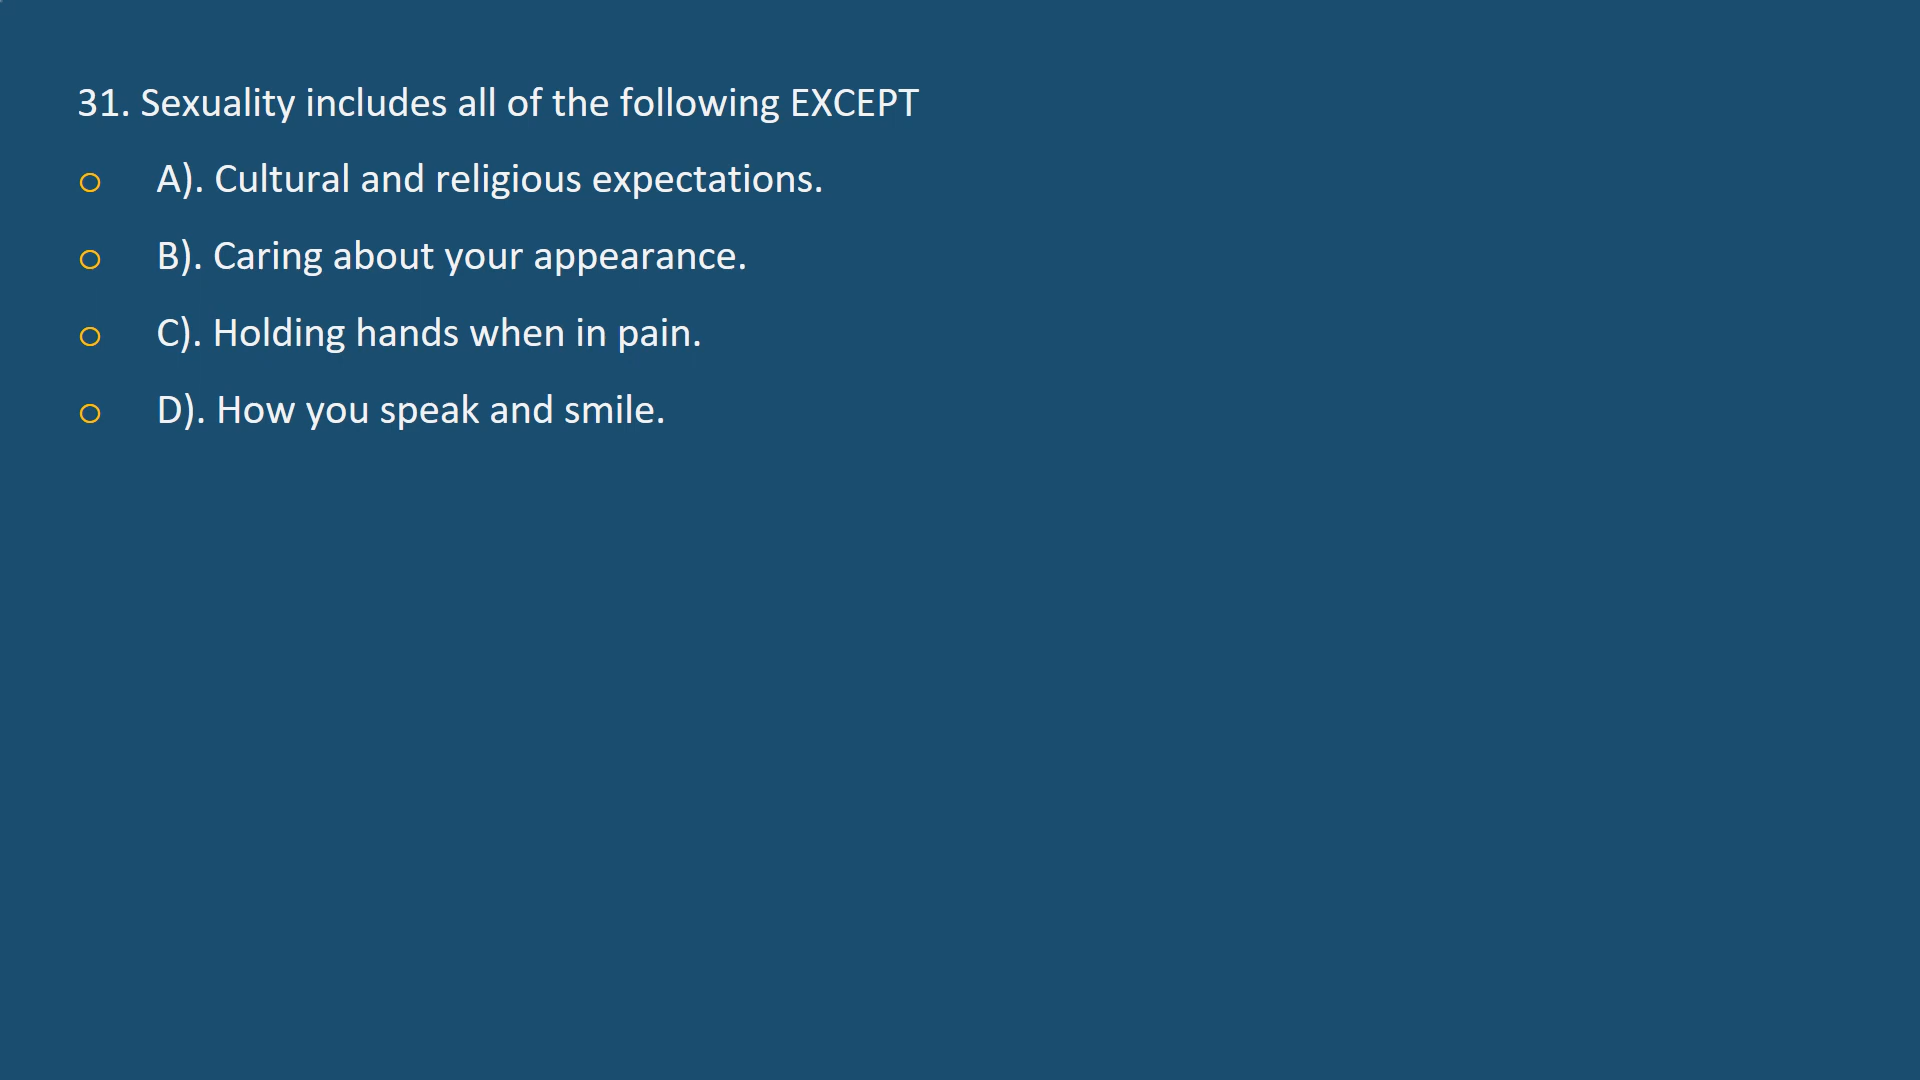 31. Sexuality includes all of the following EXCEPT
o A). Cultural and religious expectations.
o B). Caring about your appearance.
o C). Holding hands when in pain.
o D). How you speak and smile.